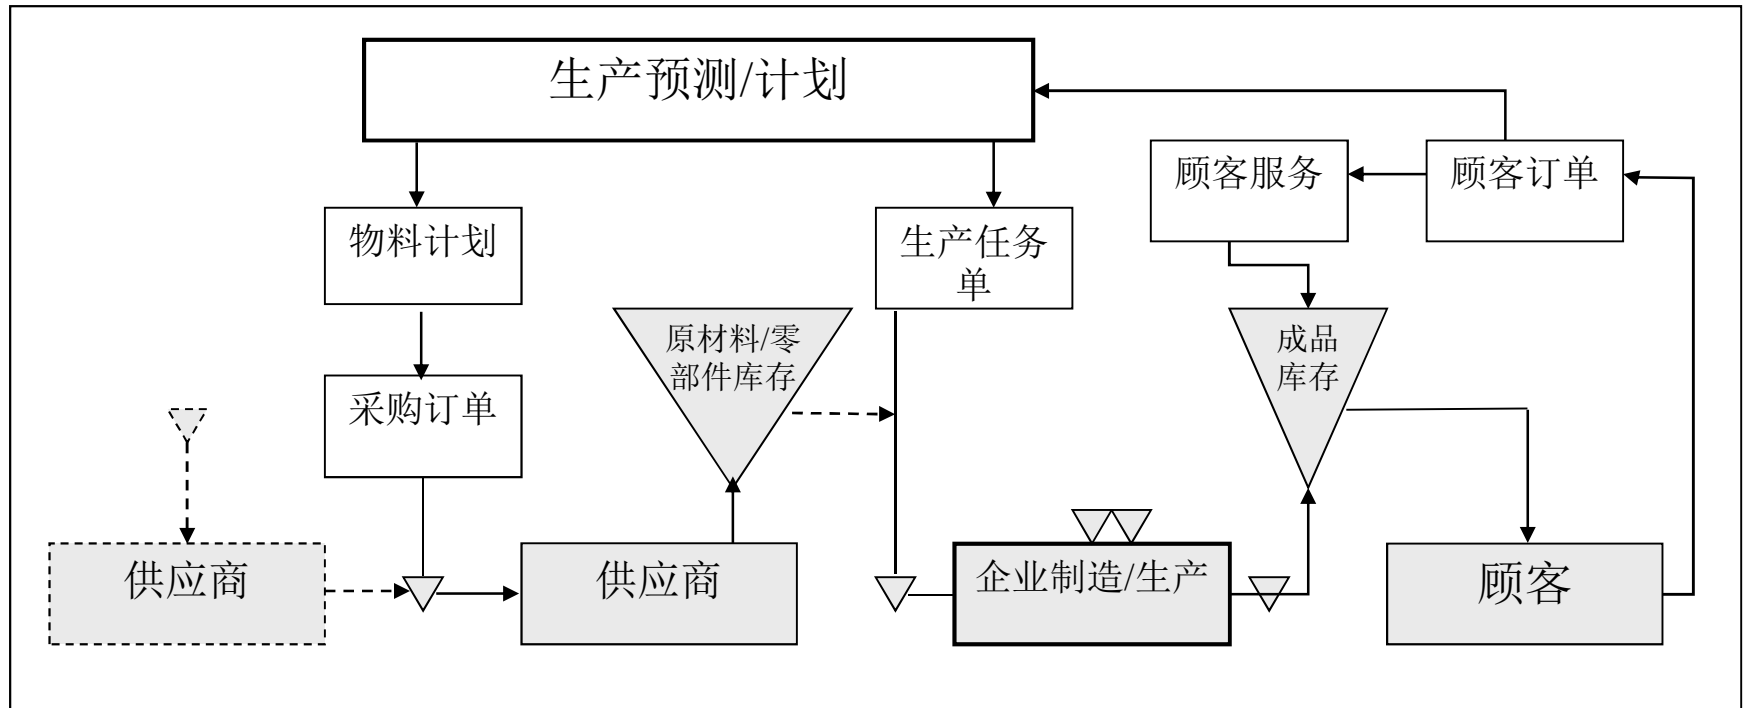 生产预测/计划
顾客服务
顾客订单
物料计划
生产任务
单
原材料/零
部件库存
成品
库存
采购订单
供应商
供应商
企业制造/生产
顾客